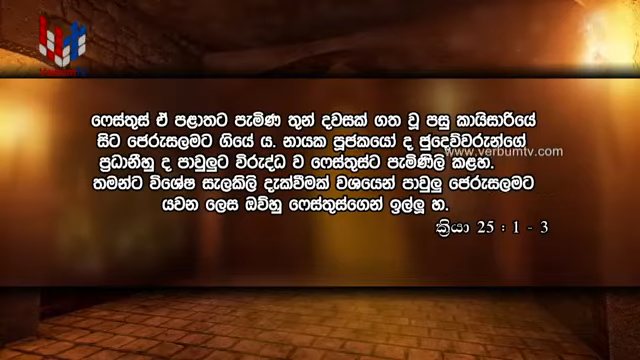 VerbumTV
ෆෙස්තුස් ඒ පළාතට පැමිණ තුන් දවසක් ගත වූ පසු කායිසාරියේ
සිට ජෙරුසලමට ගියේ ය. නායක පූජකයෝ ද ජුදෙව්වරුන්ගේ
www.verbumtv.com
ප්‍රධානීහු ද පාවුලුට විරුද්ධ ව ෆෙස්තුස්ට පැමිණිලි කළහ.
තමන්ට විශේෂ සැලකිලි දැක්වීමක් වශයෙන් පාවුලු ජෙරුසලමට
යවන ලෙස ඔව්හු ෆෙස්තුස්ගෙන් ඉල්ලූ හ.
ක්‍රියා 25 : 1 - 3